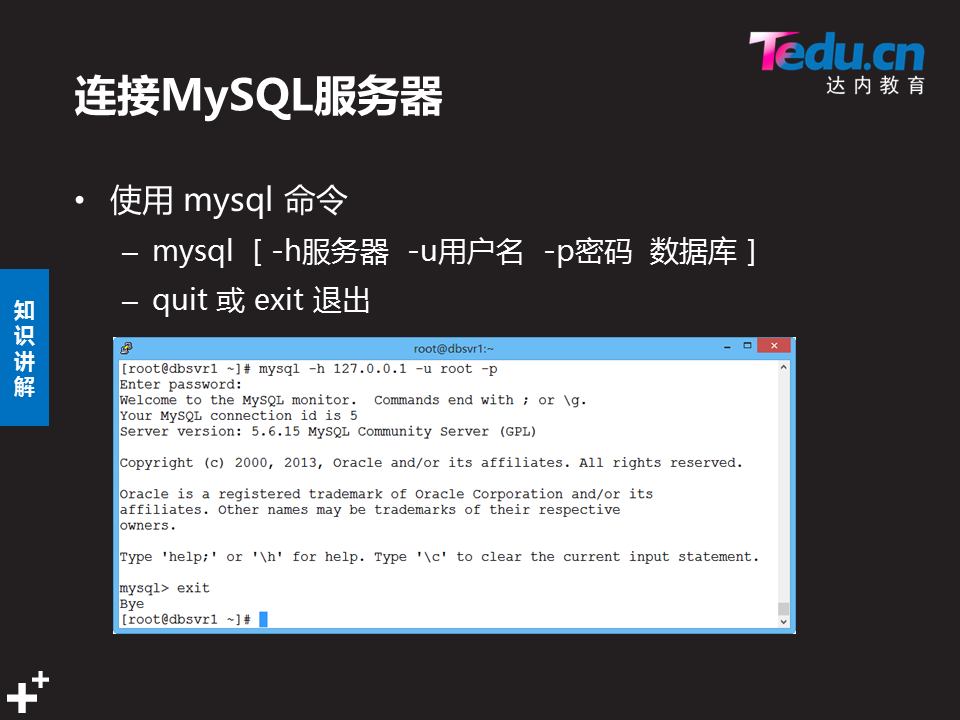 Tedu.cn
达内教育
连接MySQL服务器
• 使用 mysql 命令
– mysql [ -h服务器 -u用户名 -p密码 数据库 ]
– quit 或 exit 退出
知识讲解
root@dbsvr1:~
[root@dbsvr1 ~]# mysql -h 127.0.0.1 -u root -p
Enter password:
Welcome to the MySQL monitor.  Commands end with ; or \g.
Your MySQL connection id is 5
Server version: 5.6.15 MySQL Community Server (GPL)
Copyright (c) 2000, 2013, Oracle and/or its affiliates. All rights reserved.
Oracle is a registered trademark of Oracle Corporation and/or its
affiliates. Other names may be trademarks of their respective
owners.
Type 'help;' or '\h' for help. Type '\c' to clear the current input statement.
mysql> exit
Bye
[root@dbsvr1 ~]#